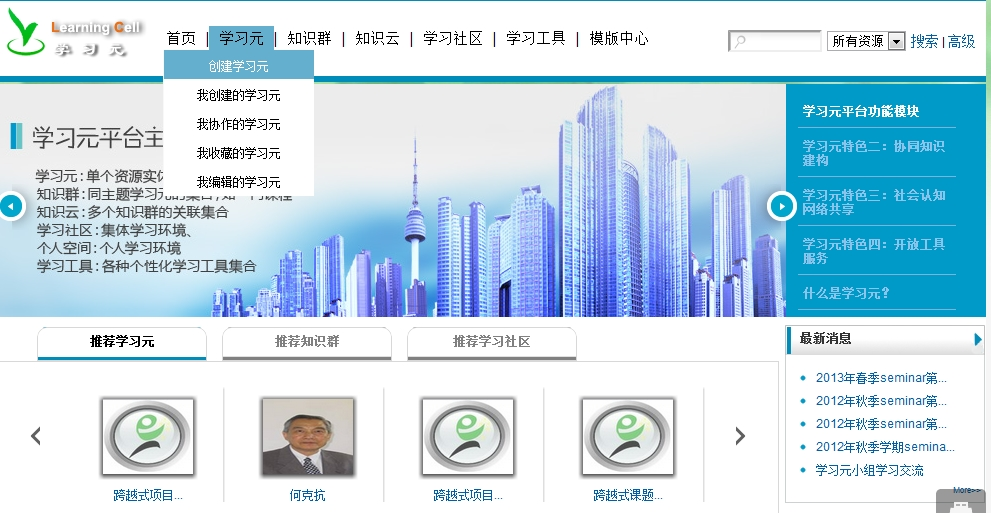 Learning Cell
学 习 元
首页 | 学习元 | 知识群 | 知识云 | 学习社区 | 学习工具 | 模版中心
所有资源 搜索 | 高级
创建学习元
我创建的学习元
我协作的学习元
我收藏的学习元
我编辑的学习元
学习元平台主
学习元：单个资源实体
知识群：同主题学习元的集合，如一门课程
知识云：多个知识群的关联集合
学习社区：集体学习环境、
个人空间：个人学习环境
学习工具：各种个性化学习工具集合
学习元平台功能模块
学习元特色二：协同知识
建构
学习元特色三：社会认知
网络共享
学习元特色四：开放工具
服务
什么是学习元？
推荐学习元 推荐知识群 推荐学习社区
跨越式项目... 何克抗 跨越式项目... 跨越式课题...
最新消息
2013年春季seminar第...
2012年秋季seminar第...
2012年秋季seminar第...
2012年秋季学期semina...
学习元小组学习交流
More>>